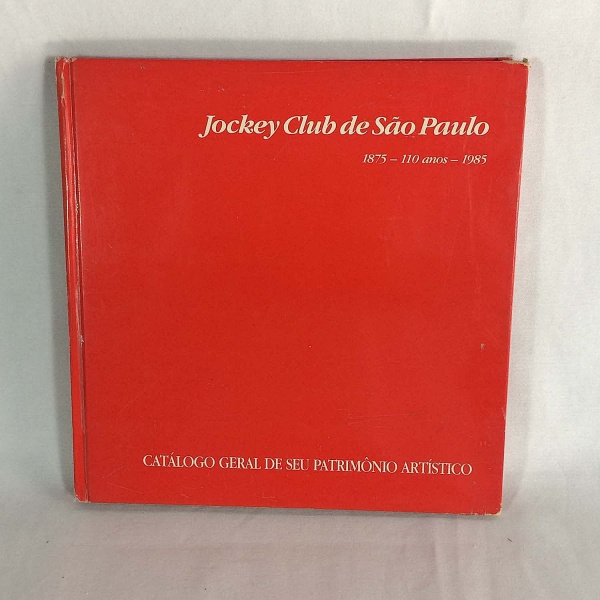 Jockey Club de São Paulo
1875 – 110 anos – 1985
CATÁLOGO GERAL DE SEU PATRIMÔNIO ARTÍSTICO